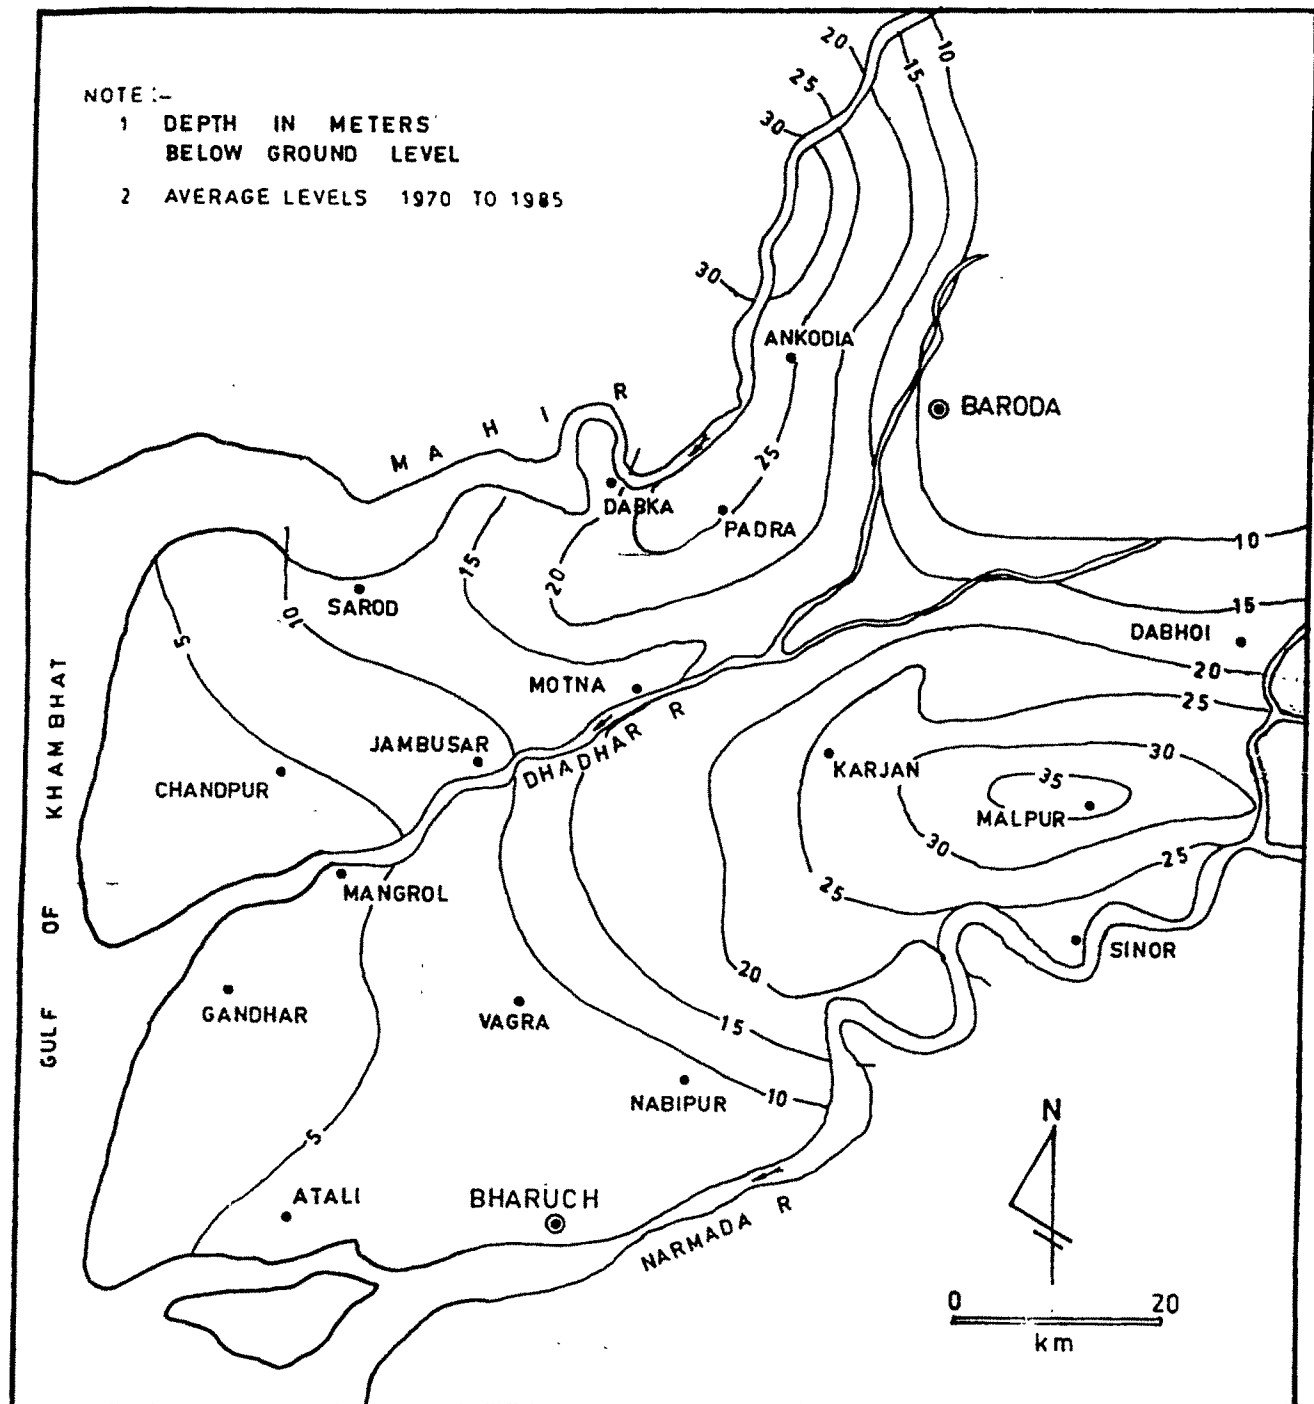 NOTE :-
1 DEPTH IN METERS
BELOW GROUND LEVEL
2 AVERAGE LEVELS 1970 TO 1985
20
10
15
25
30
30
ANKODIA
BARODA
MAHI R
25
DABKA
PADRA
15
20
10
SAROD
10
5
15
DABHOI
20
MOTNA
25
JAMBUSAR
DHADHAR R
30
KARJAN
35
CHANDPUR
MALPUR
30
25
MANGROL
25
GULF OF KHAMBHAT
SINOR
20
GANDHAR
VAGRA
15
NABIPUR
10
N
5
ATALI
BHARUCH
NARMADA R
0 20
km